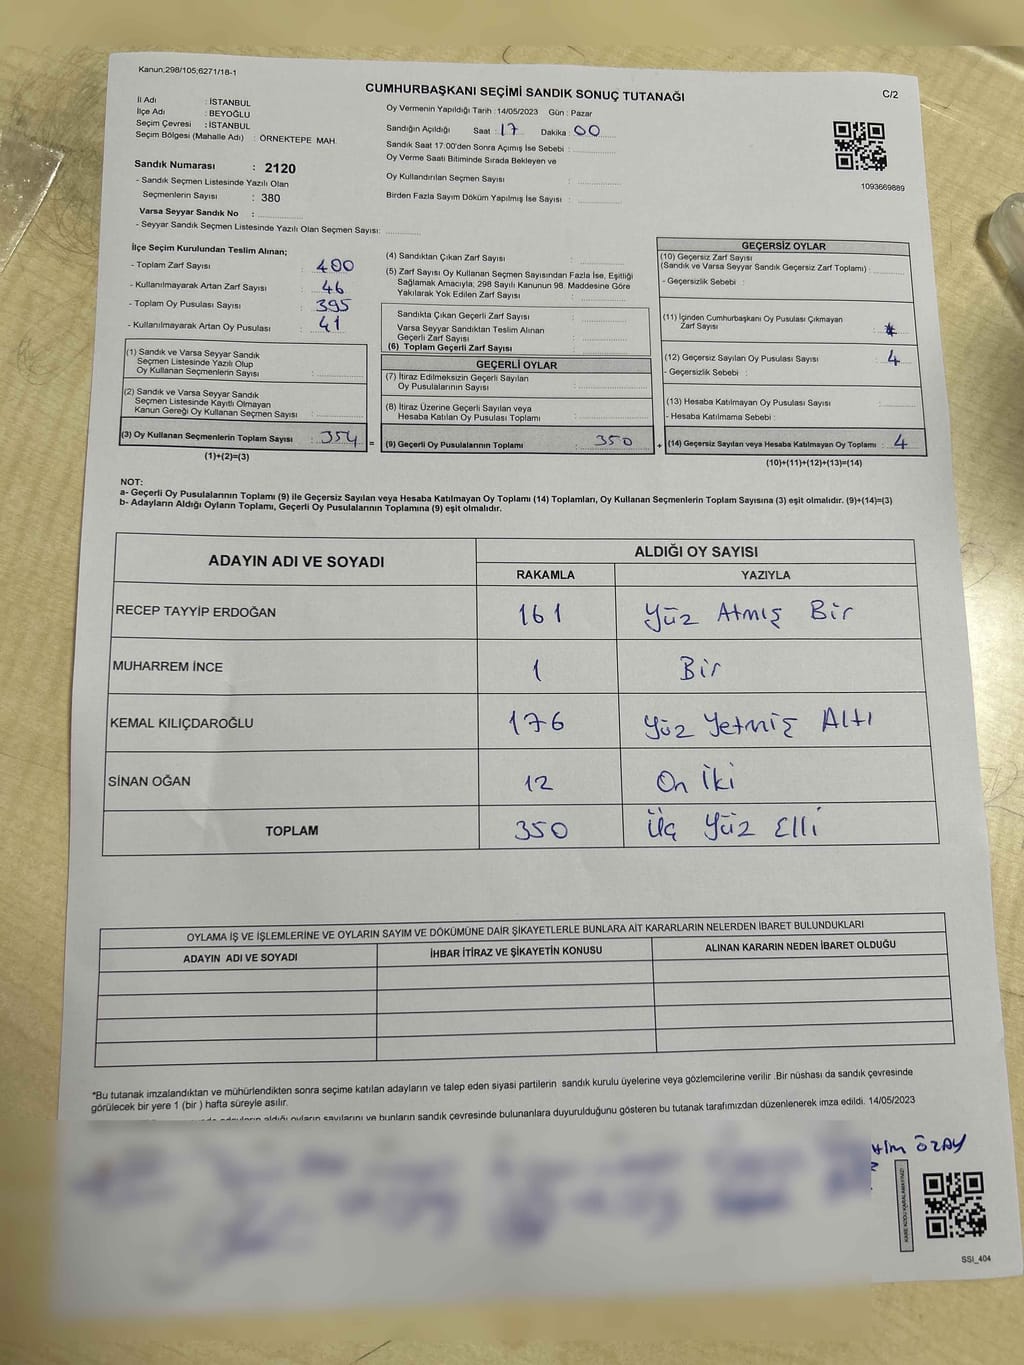 Kanun;298/105;6271/18-1
CUMHURBAŞKANI SEÇİMİ SANDIK SONUÇ TUTANAĞI
C/2
İl Adı : İSTANBUL
İlçe Adı : BEYOĞLU
Seçim Çevresi : İSTANBUL
Seçim Bölgesi (Mahalle Adı) : ÖRNEKTEPE MAH.
Sandık Numarası : 2120
- Sandık Seçmen Listesinde Yazılı Olan
Seçmenlerin Sayısı : 380
Varsa Seyyar Sandık No :
- Seyyar Sandık Seçmen Listesinde Yazılı Olan Seçmen Sayısı:
Oy Vermenin Yapıldığı Tarih : 14/05/2023 Gün : Pazar
Sandığın Açıldığı Saat : 17 Dakika : 00
Sandık Saat 17:00'den Sonra Açımış İse Sebebi :
Oy Verme Saati Bitiminde Sırada Bekleyen ve
Oy Kullandırılan Seçmen Sayısı :
Birden Fazla Sayım Döküm Yapılmış İse Sayısı :
1093669889
İlçe Seçim Kurulundan Teslim Alınan;
- Toplam Zarf Sayısı : 400
- Kullanılmayarak Artan Zarf Sayısı : 46
- Toplam Oy Pusulası Sayısı : 395
- Kullanılmayarak Artan Oy Pusulası : 41
(1) Sandık ve Varsa Seyyar Sandık
Seçmen Listesinde Yazılı Olup
Oy Kullanan Seçmenlerin Sayısı :
(2) Sandık ve Varsa Seyyar Sandık
Seçmen Listesinde Kayıtlı Olmayan
Kanun Gereği Oy Kullanan Seçmen Sayısı :
(3) Oy Kullanan Seçmenlerin Toplam Sayısı : 354 =
(1)+(2)=(3)
(4) Sandıktan Çıkan Zarf Sayısı :
(5) Zarf Sayısı Oy Kullanan Seçmen Sayısından Fazla İse, Eşitliği
Sağlamak Amacıyla, 298 Sayılı Kanunun 98. Maddesine Göre
Yakılarak Yok Edilen Zarf Sayısı :
Sandıkta Çıkan Geçerli Zarf Sayısı :
Varsa Seyyar Sandıktan Teslim Alınan
Geçerli Zarf Sayısı :
(6) Toplam Geçerli Zarf Sayısı :
GEÇERLİ OYLAR
(7) İtiraz Edilmeksizin Geçerli Sayılan
Oy Pusulalarının Sayısı :
(8) İtiraz Üzerine Geçerli Sayılan veya
Hesaba Katılan Oy Pusulası Toplamı :
(9) Geçerli Oy Pusulalarının Toplamı : 350 +
GEÇERSİZ OYLAR
(10) Geçersiz Zarf Sayısı
(Sandık ve Varsa Seyyar Sandık Geçersiz Zarf Toplamı) :
- Geçersizlik Sebebi :
(11) İçinden Cumhurbaşkanı Oy Pusulası Çıkmayan
Zarf Sayısı :
(12) Geçersiz Sayılan Oy Pusulası Sayısı : 4
- Geçersizlik Sebebi :
(13) Hesaba Katılmayan Oy Pusulası Sayısı :
- Hesaba Katılmama Sebebi :
(14) Geçersiz Sayılan veya Hesaba Katılmayan Oy Toplamı : 4
(10)+(11)+(12)+(13)=(14)
NOT:
a- Geçerli Oy Pusulalarının Toplamı (9) ile Geçersiz Sayılan veya Hesaba Katılmayan Oy Toplamı (14) Toplamları, Oy Kullanan Seçmenlerin Toplam Sayısına (3) eşit olmalıdır. (9)+(14)=(3)
b- Adayların Aldığı Oyların Toplamı, Geçerli Oy Pusulalarının Toplamına (9) eşit olmalıdır.
ADAYIN ADI VE SOYADI
ALDIĞI OY SAYISI
RAKAMLA YAZIYLA
RECEP TAYYİP ERDOĞAN 161 Yüz Atmış Bir
MUHARREM İNCE 1 Bir
KEMAL KILIÇDAROĞLU 176 Yüz Yetmiş Altı
SİNAN OĞAN 12 On İki
TOPLAM 350 Üç Yüz Elli
OYLAMA İŞ VE İŞLEMLERİNE VE OYLARIN SAYIM VE DÖKÜMÜNE DAİR ŞİKAYETLERLE BUNLARA AİT KARARLARIN NELERDEN İBARET BULUNDUKLARI
ADAYIN ADI VE SOYADI İHBAR İTİRAZ VE ŞİKAYETİN KONUSU ALINAN KARARIN NEDEN İBARET OLDUĞU
*Bu tutanak imzalandıktan ve mühürlendikten sonra seçime katılan adayların ve talep eden siyasi partilerin sandık kurulu üyelerine veya gözlemcilerine verilir .Bir nüshası da sandık çevresinde
görülecek bir yere 1 (bir ) hafta süreyle asılır.
aldığı oyların sayılarını ve bunların sandık çevresinde bulunanlara duyurulduğunu gösteren bu tutanak tarafımızdan düzenlenerek imza edildi. 14/05/2023
ÖZAY
KARE KODU KARALAMAYINIZ!
SSI_404